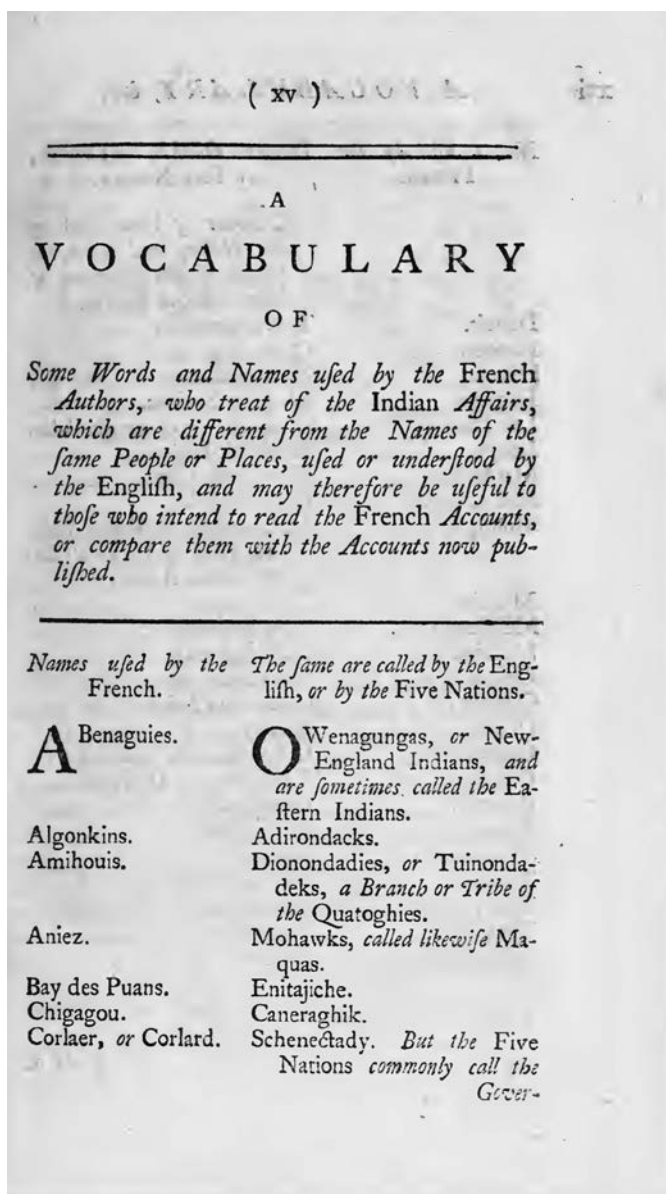 ( xv )
A
VOCABULARY
OF
Some Words and Names uſed by the French
Authors, who treat of the Indian Affairs,
which are different from the Names of the
ſame People or Places, uſed or underſtood by
the Engliſh, and may therefore be uſeful to
thoſe who intend to read the French Accounts,
or compare them with the Accounts now pub-
liſhed.
Names uſed by the French.
The ſame are called by the Eng-
liſh, or by the Five Nations.
ABenaguies.
OWenagungas, or New-
England Indians, and
are ſometimes called the Ea-
ſtern Indians.
Algonkins.
Adirondacks.
Amihouis.
Dionondadies, or Tuinonda-
deks, a Branch or Tribe of
the Quatoghies.
Aniez.
Mohawks, called likewiſe Ma-
quas.
Bay des Puans.
Enitajiche.
Chigagou.
Caneraghik.
Corlaer, or Corlard.
Schenectady. But the Five
Nations commonly call the
Gover-